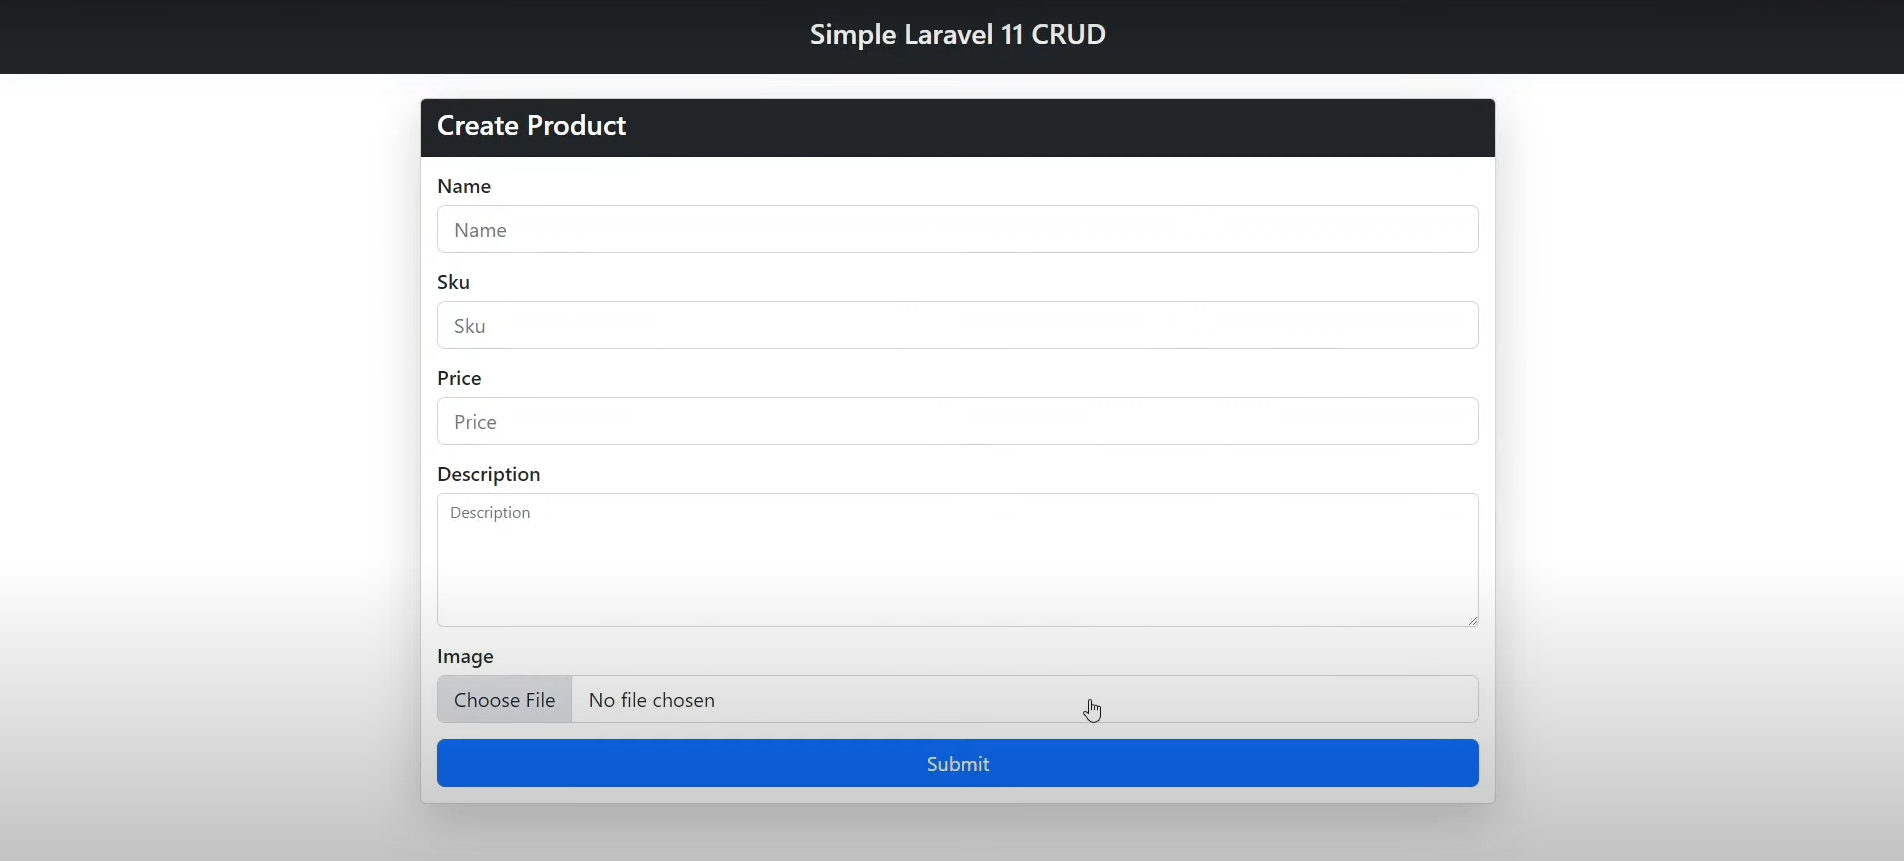 Simple Laravel 11 CRUD
Create Product
Name
Name
Sku
Sku
Price
Price
Description
Description
Image
Choose File No file chosen
Submit